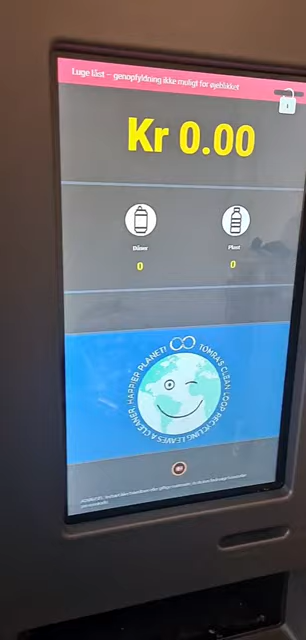 Luge låst – genopfyldning ikke muligt for øjeblikket
Kr 0.00
Dåser
Plast
0
0
TOMRA'S CLEAN LOOP RECYCLING LEAVES A CLEANER, HAPPIER PLANET!